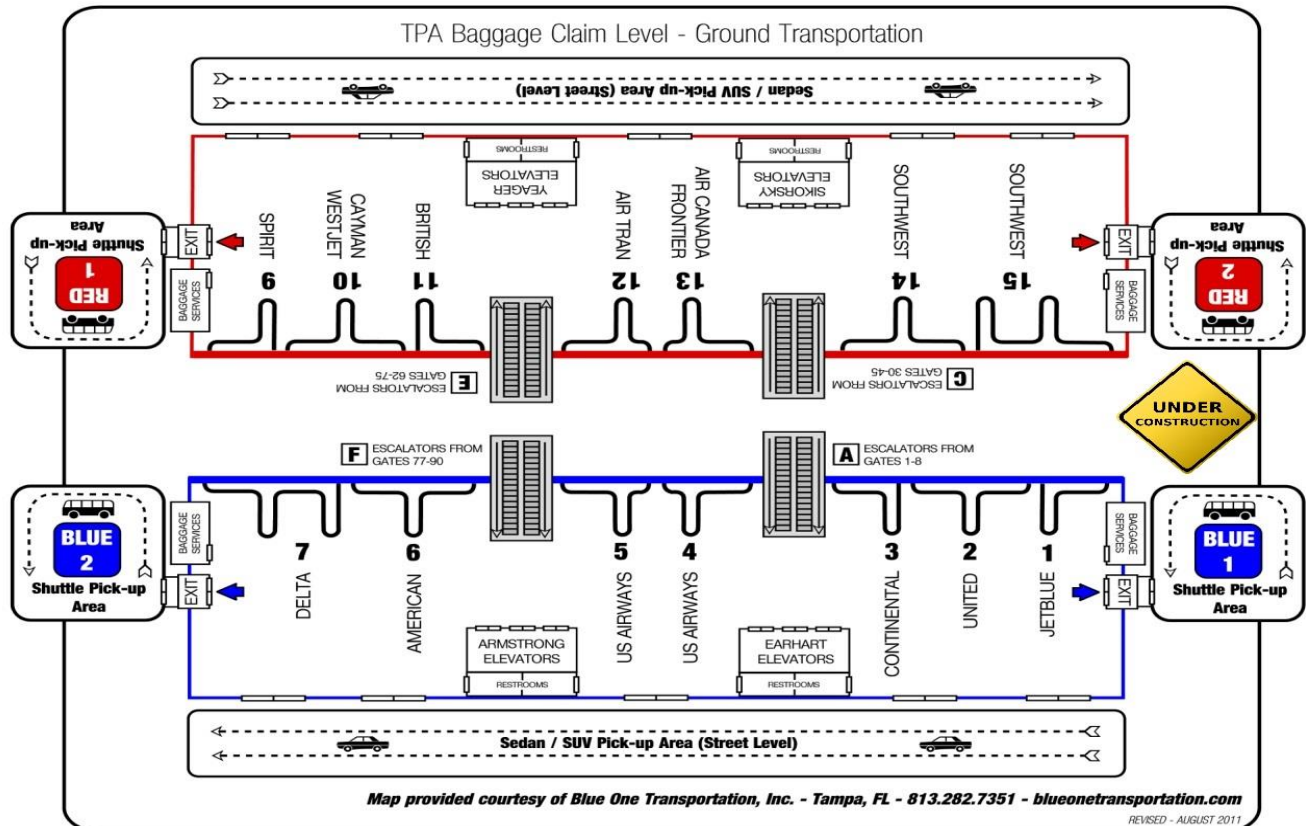 TPA Baggage Claim Level - Ground Transportation
Sedan / SUV Pick-up Area (Street Level)
RESTROOMS
YEAGER
ELEVATORS
RESTROOMS
SIKORSKY
ELEVATORS
SPIRIT
CAYMAN
WESTJET
BRITISH
AIR TRAN
AIR CANADA
FRONTIER
SOUTHWEST
SOUTHWEST
9
10
11
12
13
14
15
Shuttle Pick-up
Area
RED
1
EXIT
BAGGAGE
SERVICES
EXIT
BAGGAGE
SERVICES
Shuttle Pick-up
Area
RED
2
E
ESCALATORS FROM
GATES 62-75
C
ESCALATORS FROM
GATES 30-45
UNDER
CONSTRUCTION
F
ESCALATORS FROM
GATES 77-90
A
ESCALATORS FROM
GATES 1-8
BLUE
2
Shuttle Pick-up
Area
BAGGAGE
SERVICES
EXIT
7
6
5
4
3
2
1
DELTA
AMERICAN
US AIRWAYS
US AIRWAYS
CONTINENTAL
UNITED
JETBLUE
BAGGAGE
SERVICES
EXIT
BLUE
1
Shuttle Pick-up
Area
ARMSTRONG
ELEVATORS
RESTROOMS
EARHART
ELEVATORS
RESTROOMS
Sedan / SUV Pick-up Area (Street Level)
Map provided courtesy of Blue One Transportation, Inc. - Tampa, FL - 813.282.7351 - blueonetransportation.com
REVISED - AUGUST 2011